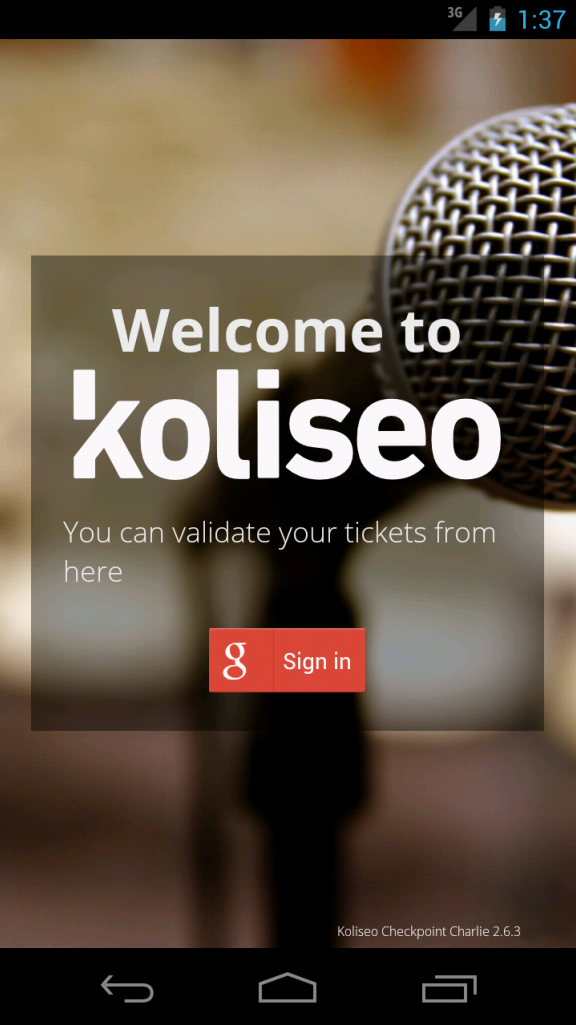 3G 1:37
Welcome to
koliseo
You can validate your tickets from
here
g Sign in
Koliseo Checkpoint Charlie 2.6.3